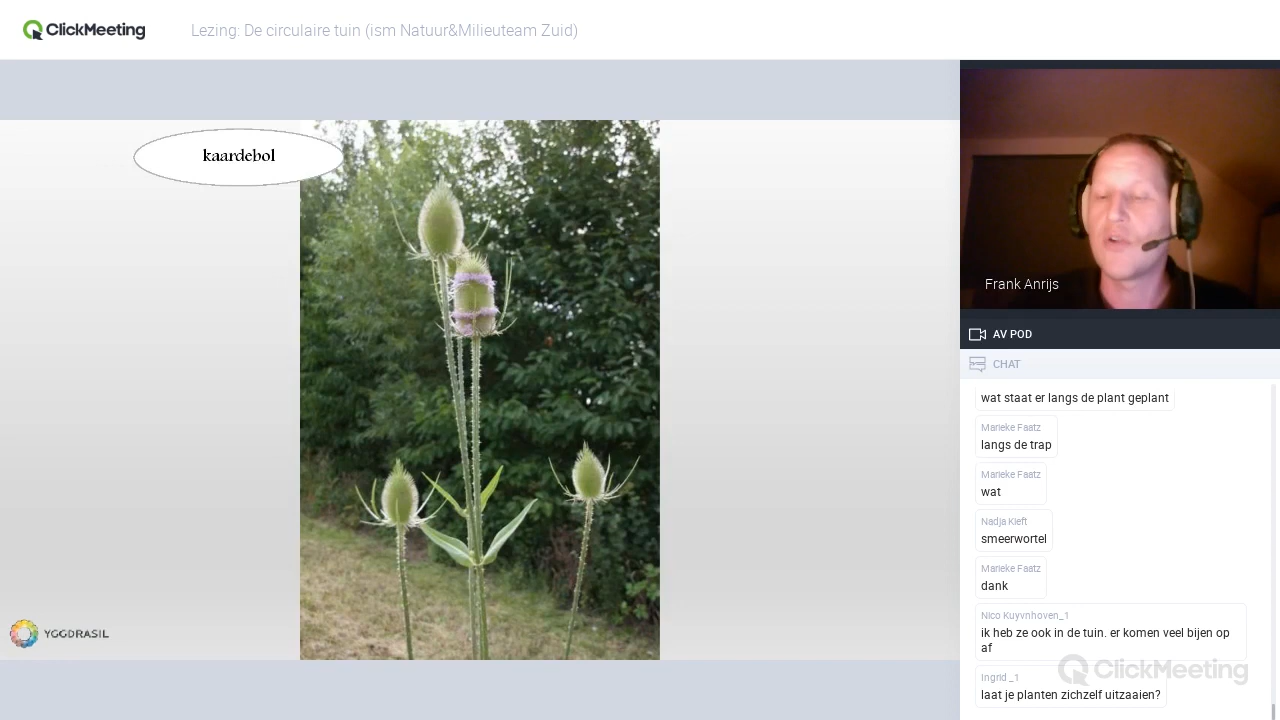 ClickMeeting
Lezing: De circulaire tuin (ism Natuur&Milieuteam Zuid)
kaardebol
YGGDRASIL
Frank Anrijs
AV POD
CHAT
wat staat er langs de plant geplant
Marieke Faatz
langs de trap
Marieke Faatz
wat
Nadja Kleft
smeerwortel
Marieke Faatz
dank
Nico Kuyvnhoven_1
ik heb ze ook in de tuin. er komen veel bijen op
af
ClickMeeting
Ingrid _1
laat je planten zichzelf uitzaaien?